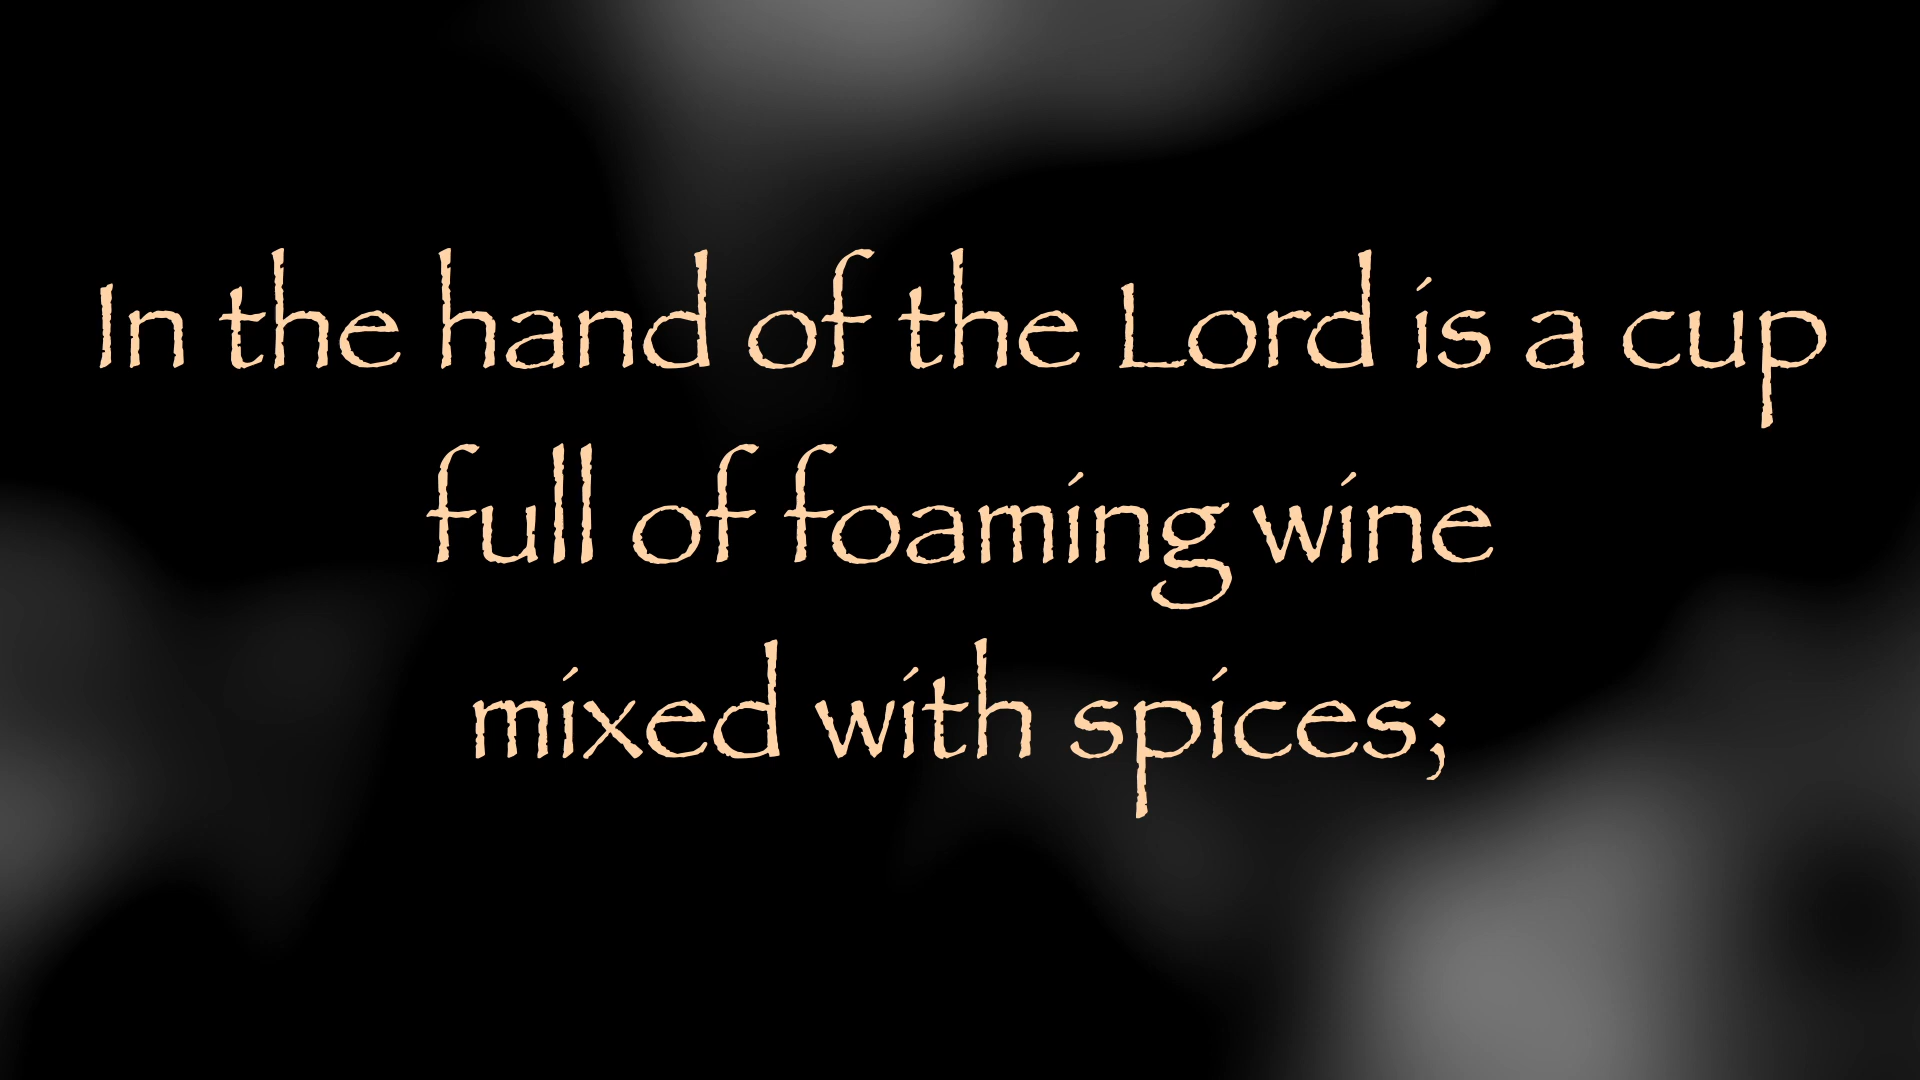 In the hand of the Lord is a cup
full of foaming wine
mixed with spices;